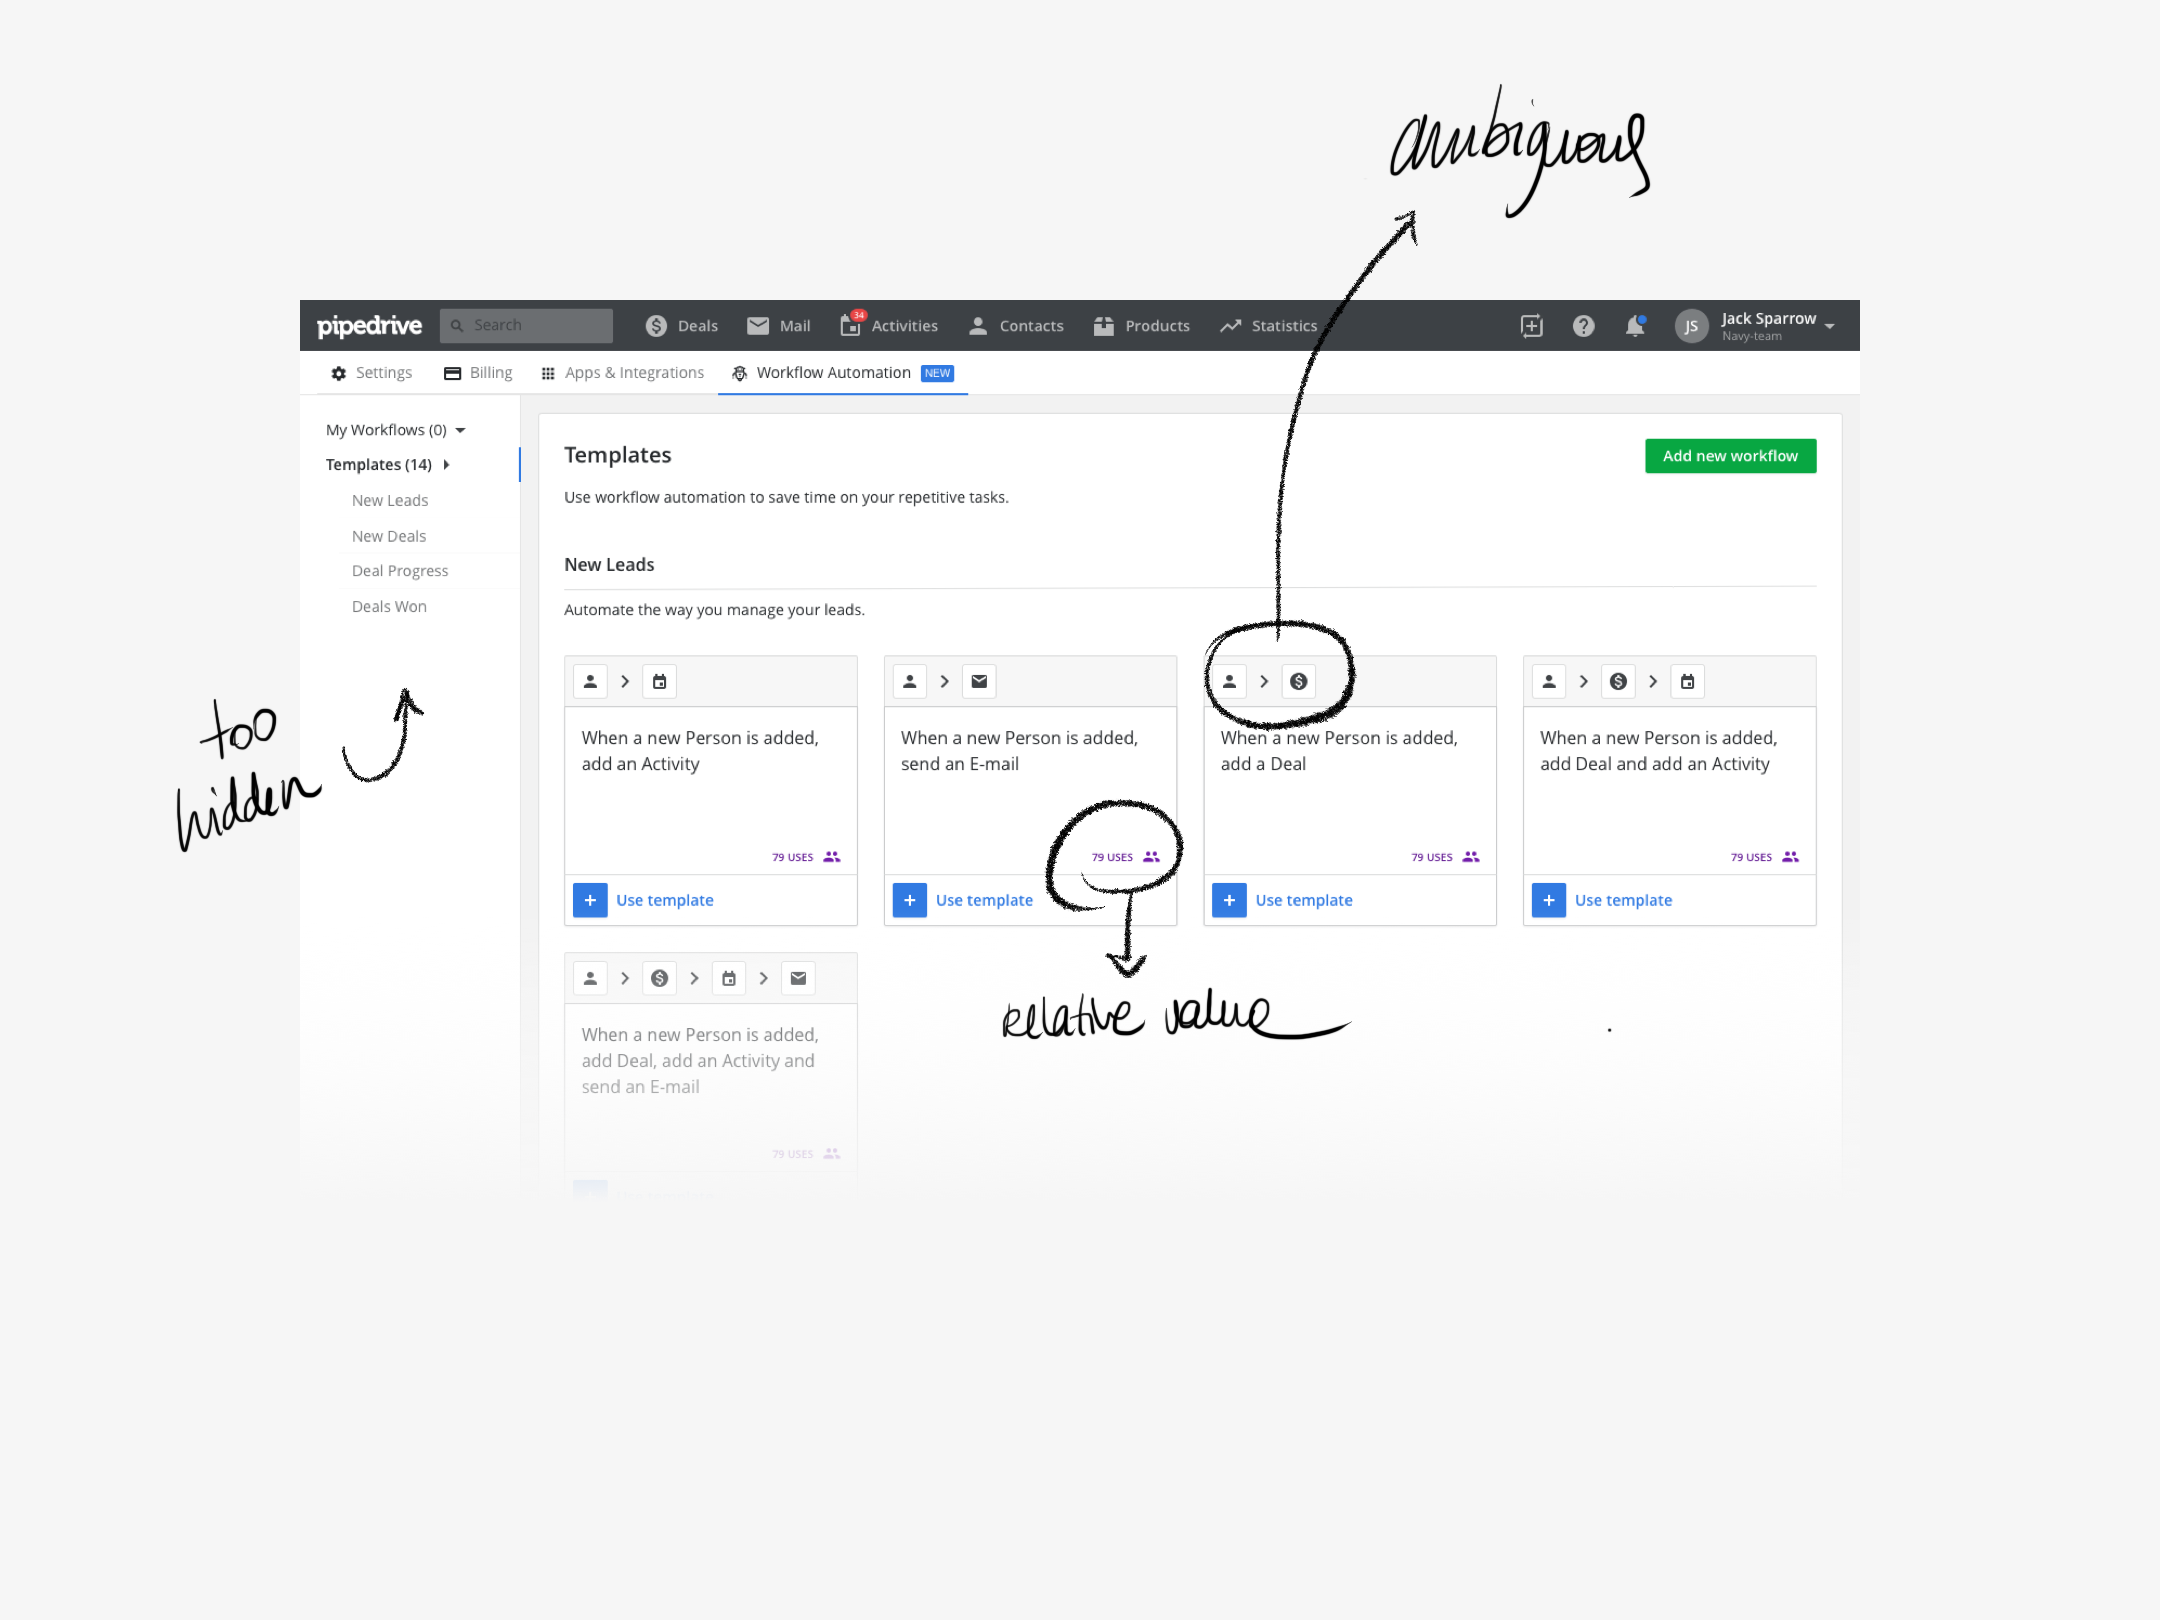 ambiguous
pipedrive Search Deals Mail 34 Activities Contacts Products Statistics JS Jack Sparrow
Navy-team
Settings Billing Apps & Integrations Workflow Automation NEW
My Workflows (0)
Templates (14)
New Leads
New Deals
Deal Progress
Deals Won
too
hidden
Templates
Add new workflow
Use workflow automation to save time on your repetitive tasks.
New Leads
Automate the way you manage your leads.
When a new Person is added,
add an Activity
79 USES
+ Use template
When a new Person is added,
send an E-mail
79 USES
+ Use template
When a new Person is added,
add a Deal
79 USES
+ Use template
When a new Person is added,
add Deal and add an Activity
79 USES
+ Use template
relative value
When a new Person is added,
add Deal, add an Activity and
send an E-mail
79 USES